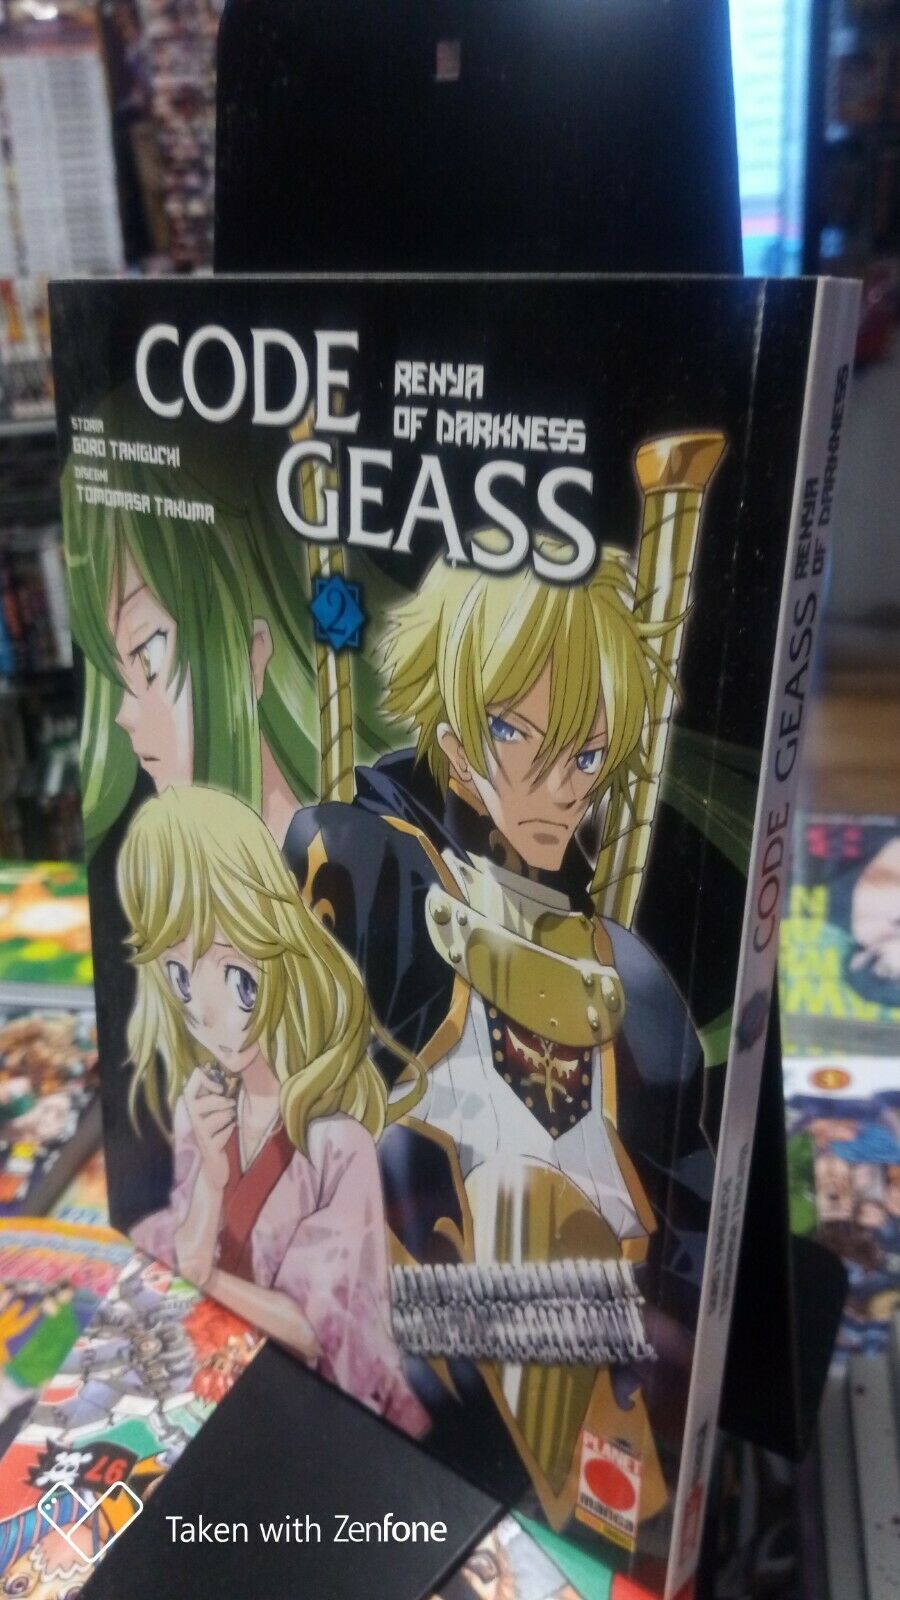 CODE
GEASS
RENYA
OF DARKNESS
STORIA
GORO TANIGUCHI
DISEGNI
TOMOMASA TAKUMA
2
PLANET
manga
CODE GEASS RENYA
OF DARKNESS
97
Taken with Zenfone